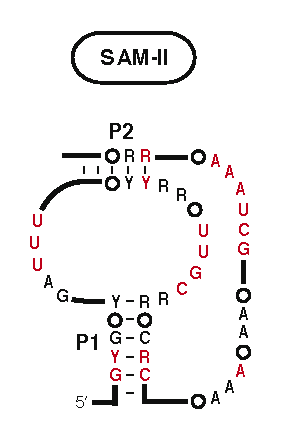 SAM-II
P2
R R
A A A U C G
Y Y R R
U U G C R
U U U A G
Y R
P1
G C
Y R
G C
A A A A A
5'